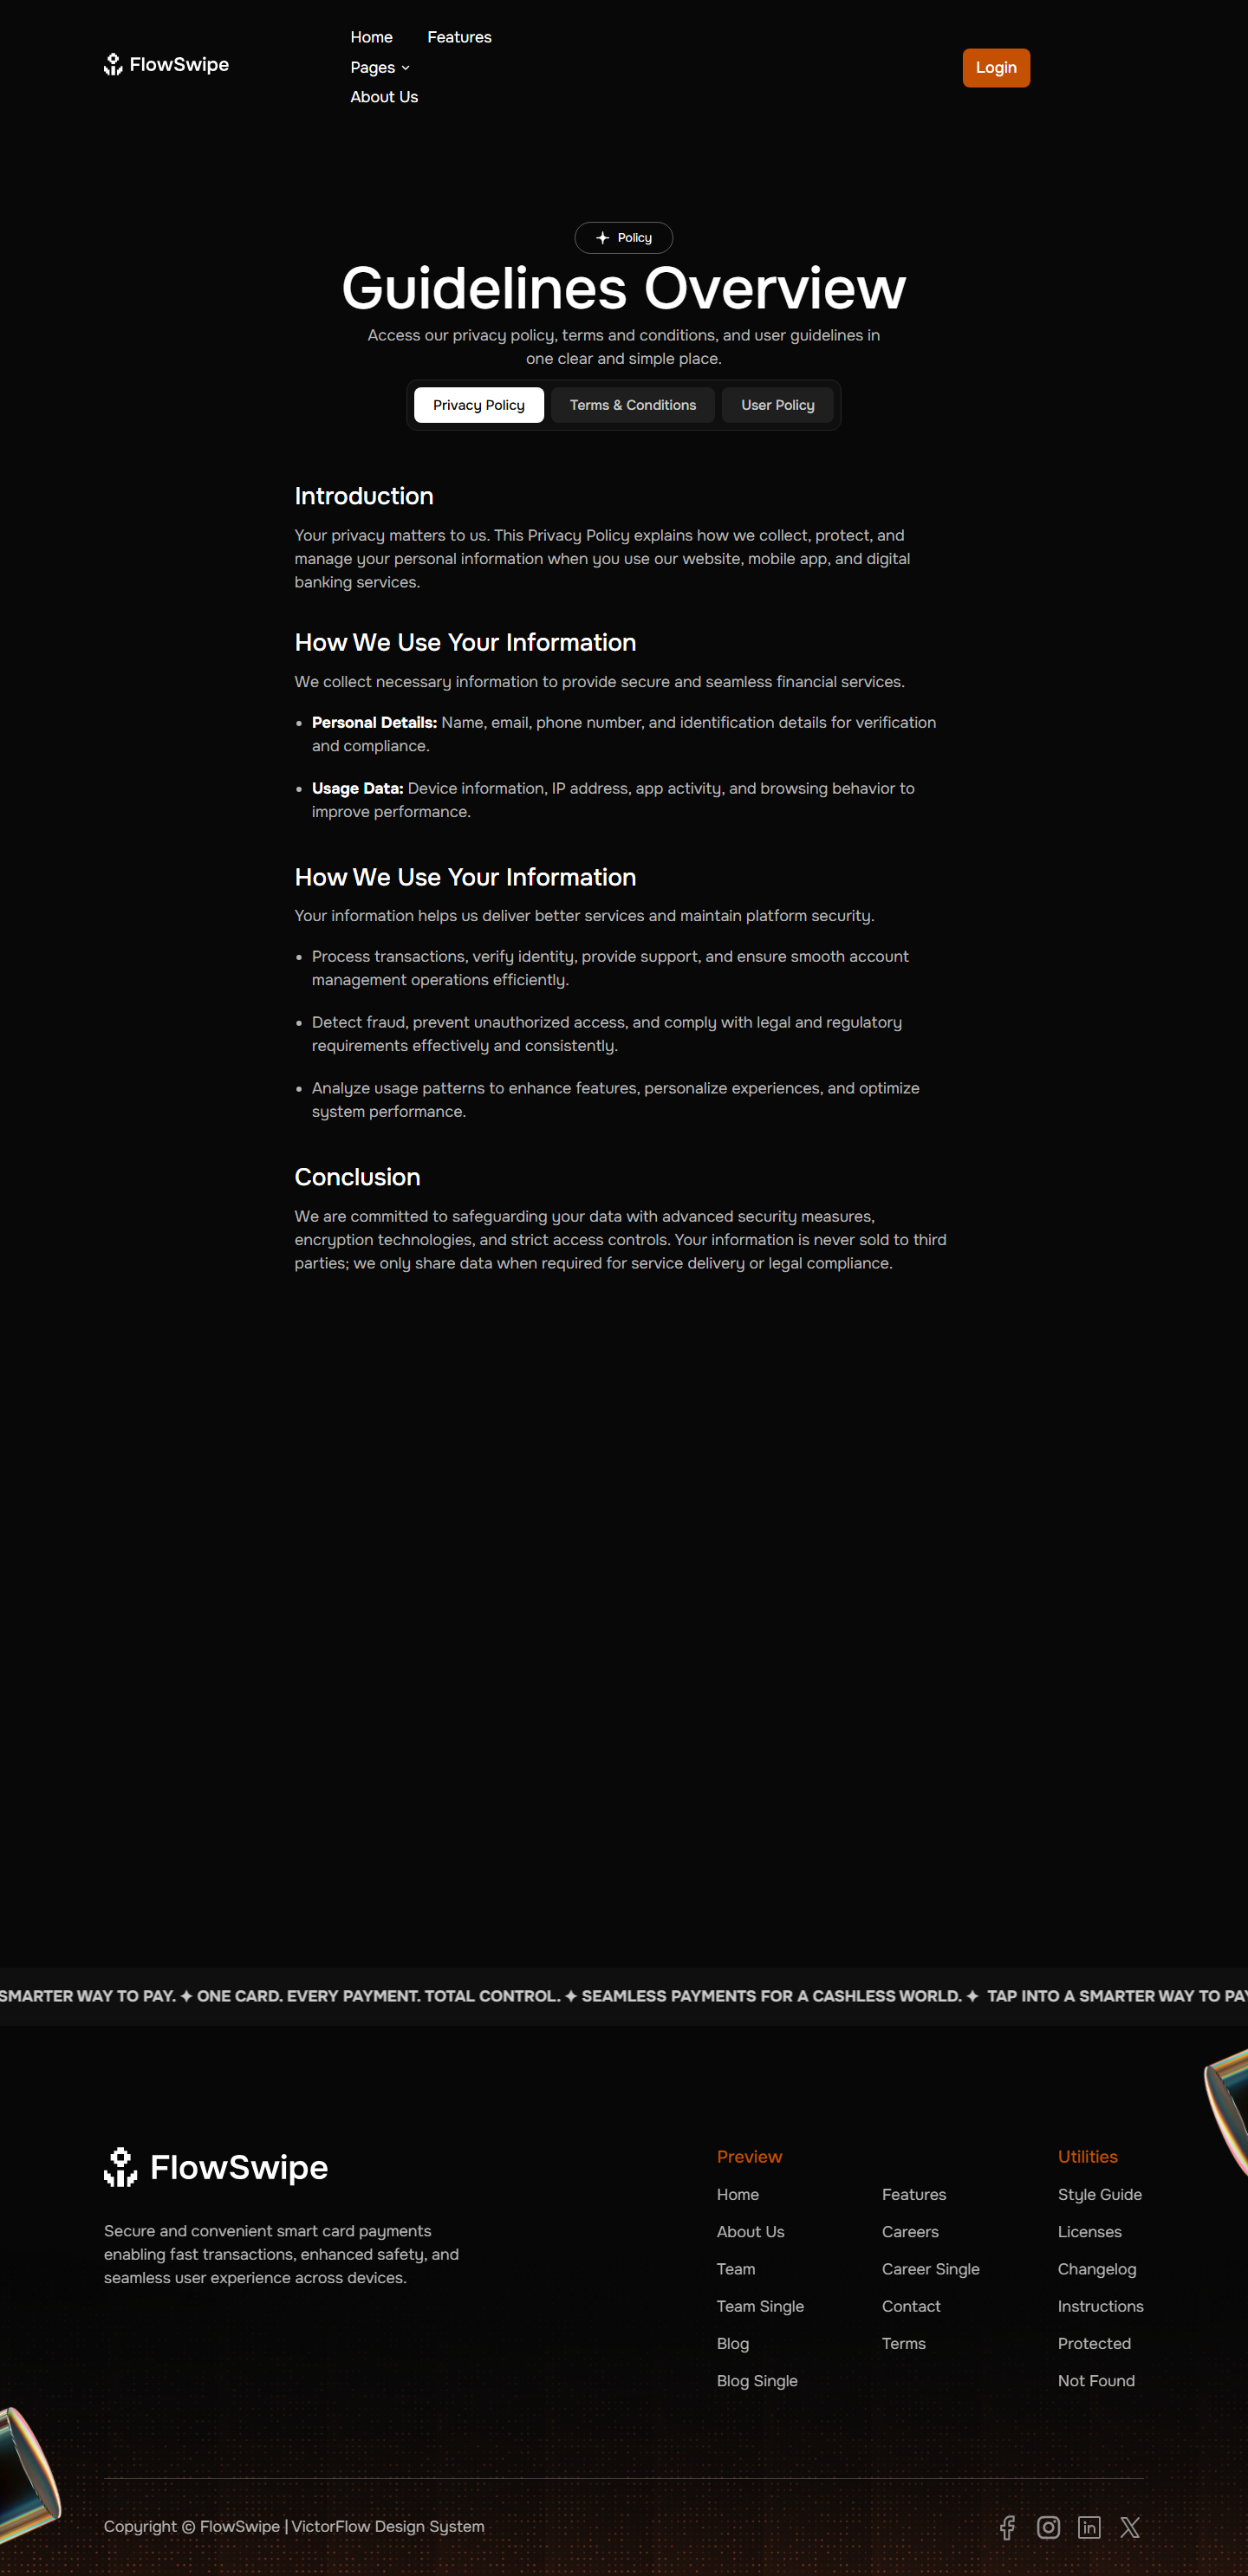 FlowSwipe
Home
Features
Pages
About Us
Login
Policy
Guidelines Overview
Access our privacy policy, terms and conditions, and user guidelines in
one clear and simple place.
Privacy Policy
Terms & Conditions
User Policy
Introduction
Your privacy matters to us. This Privacy Policy explains how we collect, protect, and
manage your personal information when you use our website, mobile app, and digital
banking services.
How We Use Your Information
We collect necessary information to provide secure and seamless financial services.
• Personal Details: Name, email, phone number, and identification details for verification
and compliance.
• Usage Data: Device information, IP address, app activity, and browsing behavior to
improve performance.
How We Use Your Information
Your information helps us deliver better services and maintain platform security.
• Process transactions, verify identity, provide support, and ensure smooth account
management operations efficiently.
• Detect fraud, prevent unauthorized access, and comply with legal and regulatory
requirements effectively and consistently.
• Analyze usage patterns to enhance features, personalize experiences, and optimize
system performance.
Conclusion
We are committed to safeguarding your data with advanced security measures,
encryption technologies, and strict access controls. Your information is never sold to third
parties; we only share data when required for service delivery or legal compliance.
SMARTER WAY TO PAY. ✦ ONE CARD. EVERY PAYMENT. TOTAL CONTROL. ✦ SEAMLESS PAYMENTS FOR A CASHLESS WORLD. ✦ TAP INTO A SMARTER WAY TO PAY
FlowSwipe
Secure and convenient smart card payments
enabling fast transactions, enhanced safety, and
seamless user experience across devices.
Preview
Home
About Us
Team
Team Single
Blog
Blog Single
Features
Careers
Career Single
Contact
Terms
Utilities
Style Guide
Licenses
Changelog
Instructions
Protected
Not Found
Copyright © FlowSwipe | VictorFlow Design System